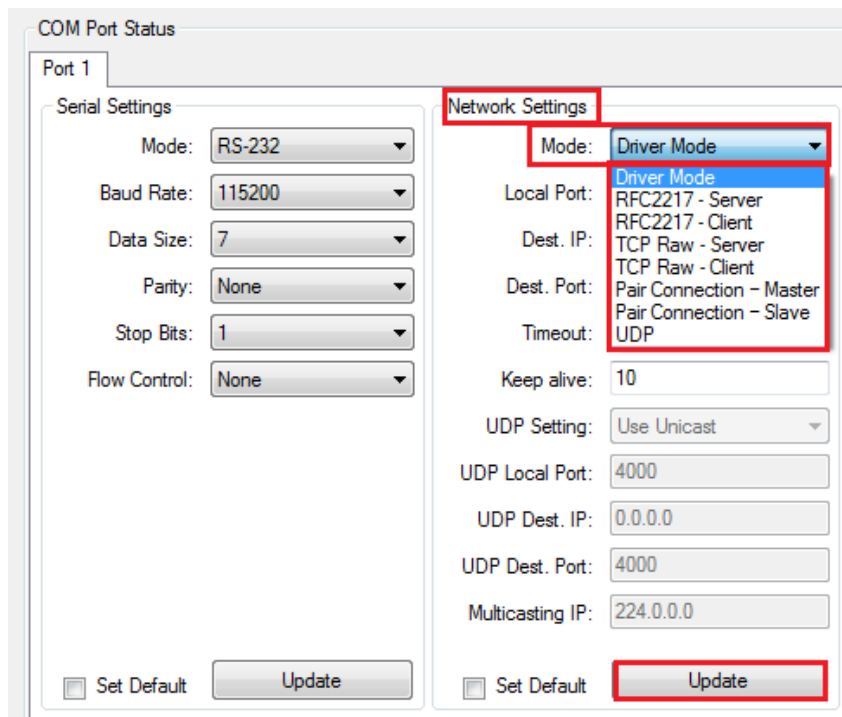 COM Port Status
Port 1
Serial Settings
Mode: RS-232
Baud Rate: 115200
Data Size: 7
Parity: None
Stop Bits: 1
Flow Control: None
Set Default Update
Network Settings
Mode: Driver Mode
Driver Mode
RFC2217 - Server
RFC2217 - Client
TCP Raw - Server
TCP Raw - Client
Pair Connection – Master
Pair Connection – Slave
UDP
Local Port:
Dest. IP:
Dest. Port:
Timeout:
Keep alive: 10
UDP Setting: Use Unicast
UDP Local Port: 4000
UDP Dest. IP: 0.0.0.0
UDP Dest. Port: 4000
Multicasting IP: 224.0.0.0
Set Default Update